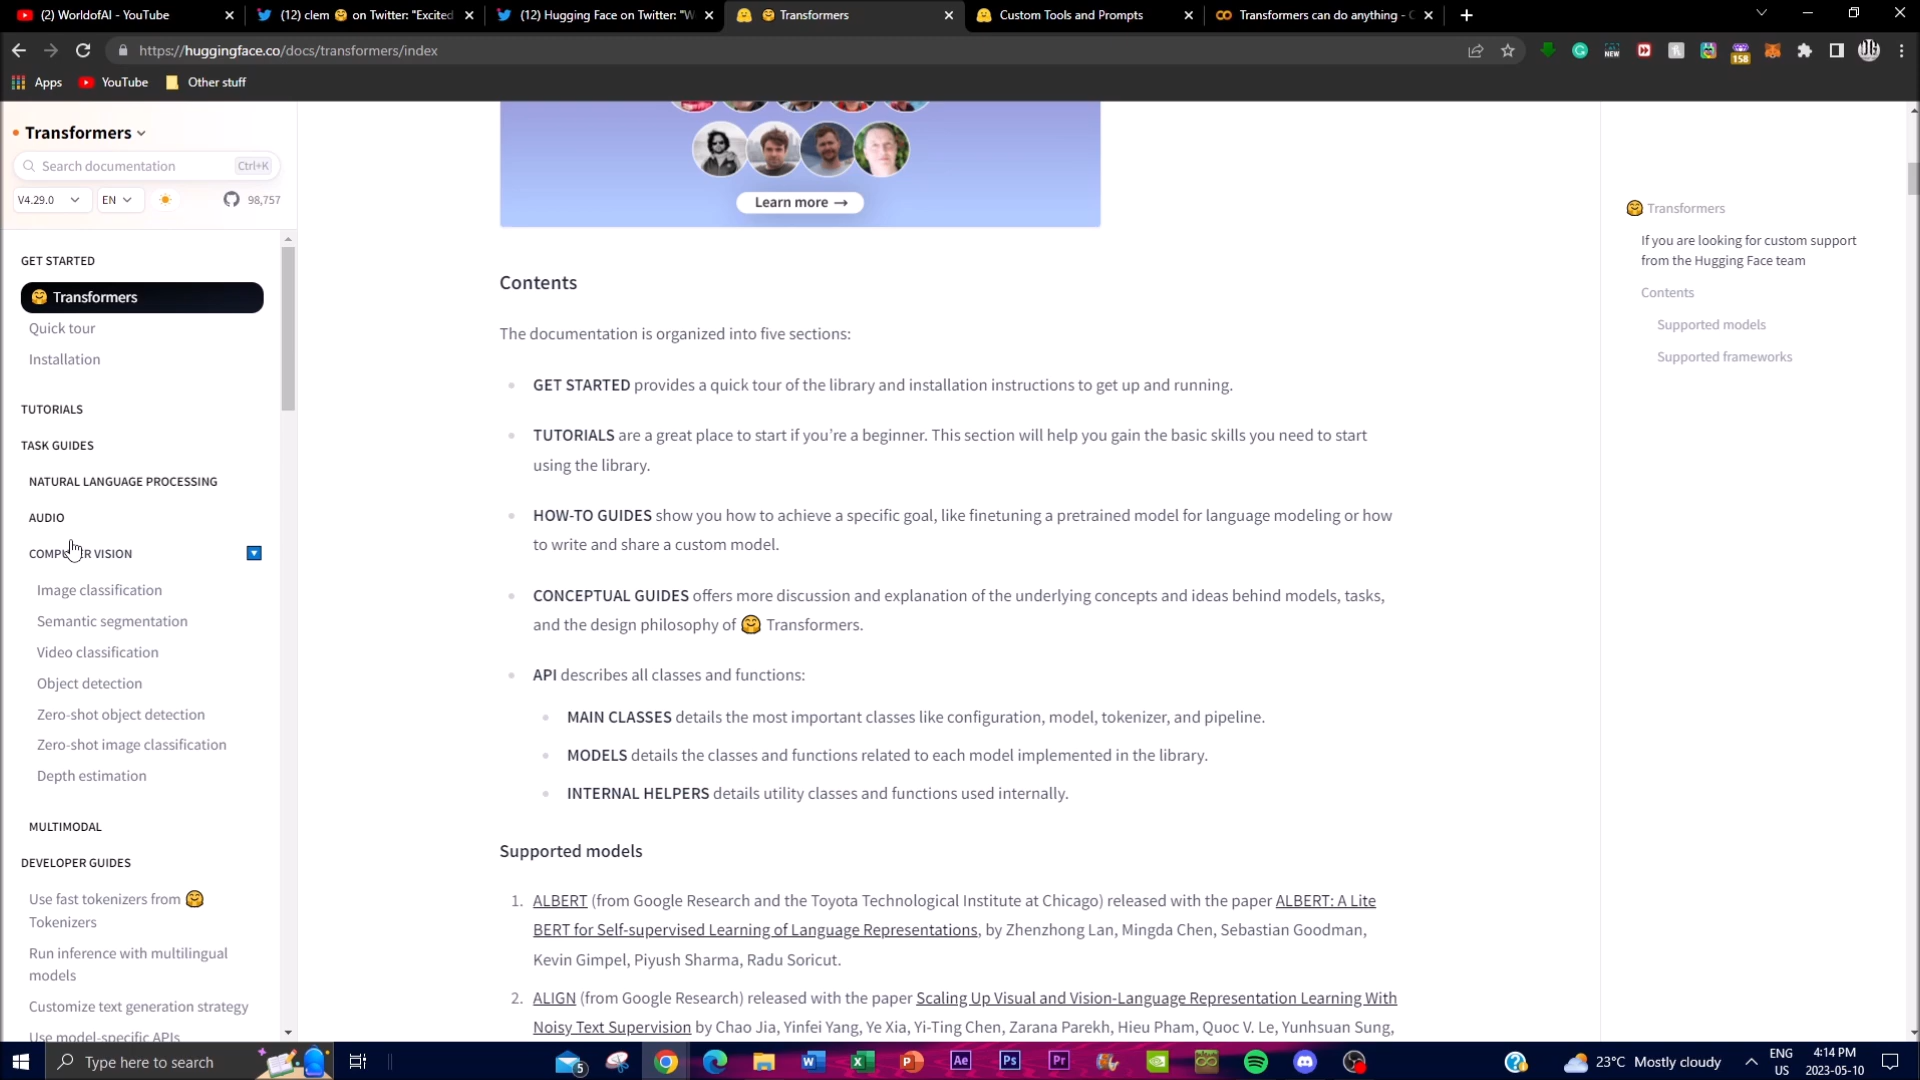 (2) WorldofAI - YouTube
(12) clem 🤗 on Twitter: "Excited
(12) Hugging Face on Twitter: "W
🤗 Transformers
Custom Tools and Prompts
Transformers can do anything - C
https://huggingface.co/docs/transformers/index
NEW
158
Apps
YouTube
Other stuff
Transformers
Search documentation
Ctrl+K
V4.29.0
EN
98,757
GET STARTED
🤗 Transformers
Quick tour
Installation
TUTORIALS
TASK GUIDES
NATURAL LANGUAGE PROCESSING
AUDIO
COMPUTER VISION
Image classification
Semantic segmentation
Video classification
Object detection
Zero-shot object detection
Zero-shot image classification
Depth estimation
MULTIMODAL
DEVELOPER GUIDES
Use fast tokenizers from 🤗
Tokenizers
Run inference with multilingual
models
Customize text generation strategy
Use model-specific APIs
Learn more →
Contents
The documentation is organized into five sections:
GET STARTED provides a quick tour of the library and installation instructions to get up and running.
TUTORIALS are a great place to start if you’re a beginner. This section will help you gain the basic skills you need to start
using the library.
HOW-TO GUIDES show you how to achieve a specific goal, like finetuning a pretrained model for language modeling or how
to write and share a custom model.
CONCEPTUAL GUIDES offers more discussion and explanation of the underlying concepts and ideas behind models, tasks,
and the design philosophy of 🤗 Transformers.
API describes all classes and functions:
MAIN CLASSES details the most important classes like configuration, model, tokenizer, and pipeline.
MODELS details the classes and functions related to each model implemented in the library.
INTERNAL HELPERS details utility classes and functions used internally.
Supported models
1. ALBERT (from Google Research and the Toyota Technological Institute at Chicago) released with the paper ALBERT: A Lite
BERT for Self-supervised Learning of Language Representations, by Zhenzhong Lan, Mingda Chen, Sebastian Goodman,
Kevin Gimpel, Piyush Sharma, Radu Soricut.
2. ALIGN (from Google Research) released with the paper Scaling Up Visual and Vision-Language Representation Learning With
Noisy Text Supervision by Chao Jia, Yinfei Yang, Ye Xia, Yi-Ting Chen, Zarana Parekh, Hieu Pham, Quoc V. Le, Yunhsuan Sung,
🤗 Transformers
If you are looking for custom support
from the Hugging Face team
Contents
Supported models
Supported frameworks
Type here to search
5
Ae
Ps
Pr
23°C Mostly cloudy
ENG
US
4:14 PM
2023-05-10